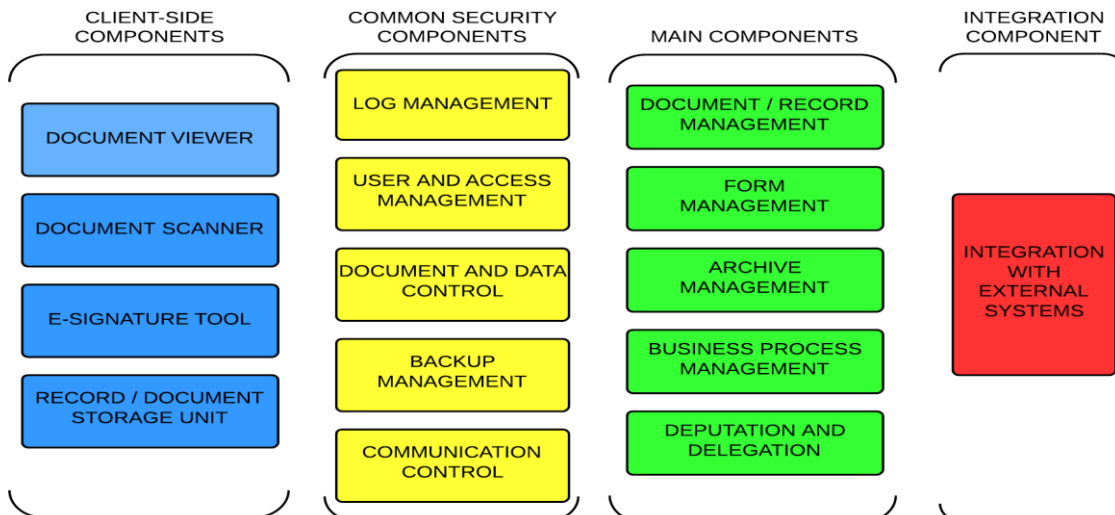 CLIENT-SIDE
COMPONENTS
DOCUMENT VIEWER
DOCUMENT SCANNER
E-SIGNATURE TOOL
RECORD / DOCUMENT
STORAGE UNIT
COMMON SECURITY
COMPONENTS
LOG MANAGEMENT
USER AND ACCESS
MANAGEMENT
DOCUMENT AND DATA
CONTROL
BACKUP
MANAGEMENT
COMMUNICATION
CONTROL
MAIN COMPONENTS
DOCUMENT / RECORD
MANAGEMENT
FORM
MANAGEMENT
ARCHIVE
MANAGEMENT
BUSINESS PROCESS
MANAGEMENT
DEPUTATION AND
DELEGATION
INTEGRATION
COMPONENT
INTEGRATION
WITH
EXTERNAL
SYSTEMS